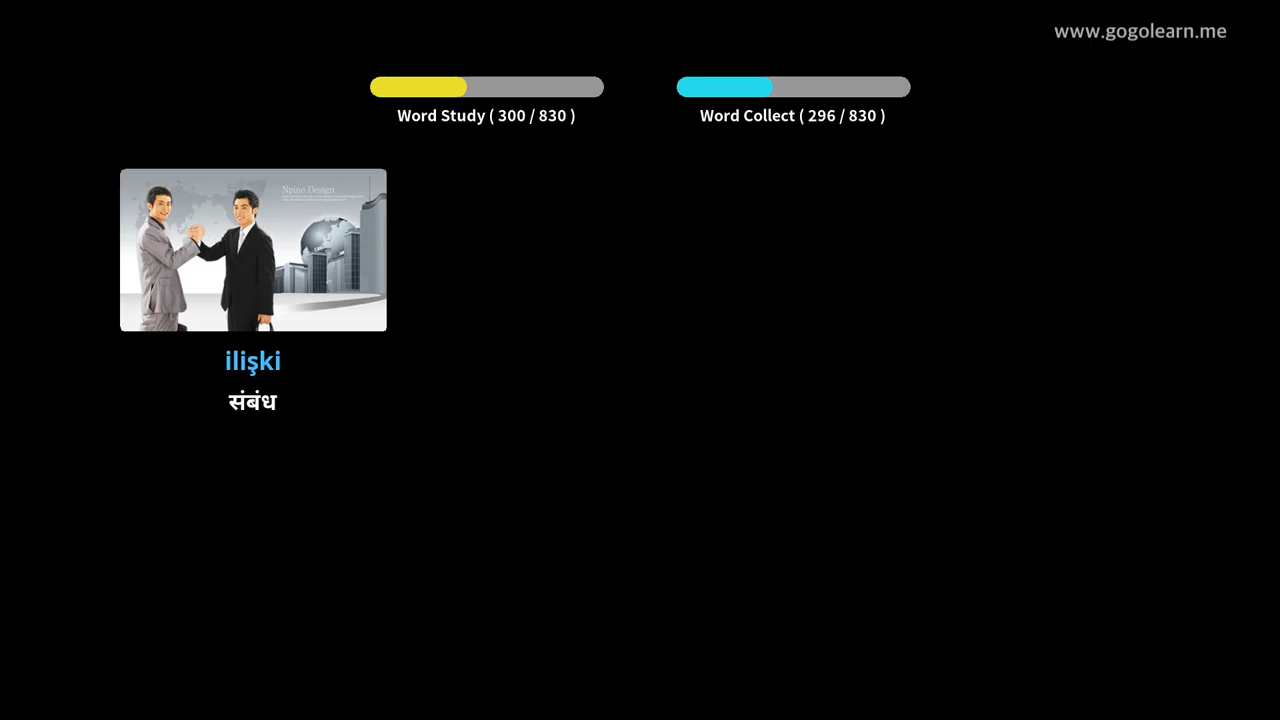 www.gogolearn.me
Word Study ( 300 / 830 )
Word Collect ( 296 / 830 )
Npine Design
ilişki
संबंध